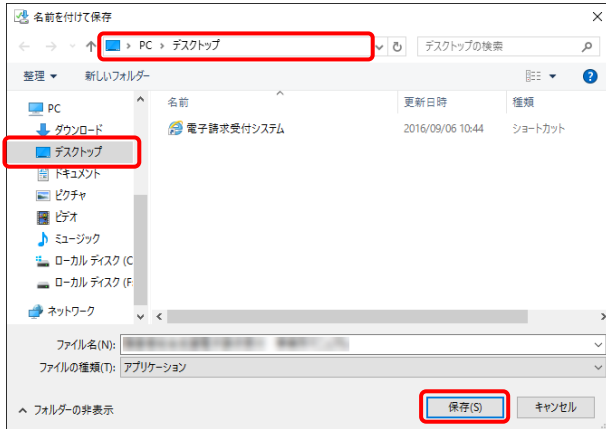 名前を付けて保存
PC › デスクトップ
デスクトップの検索
整理 ▼ 新しいフォルダー
名前 更新日時 種類
電子請求受付システム 2016/09/06 10:44 ショートカット
PC
ダウンロード
デスクトップ
ドキュメント
ピクチャ
ビデオ
ミュージック
ローカル ディスク (C
ローカル ディスク (F
ネットワーク
ファイル名(N):
ファイルの種類(T): アプリケーション
フォルダーの非表示
保存(S) キャンセル